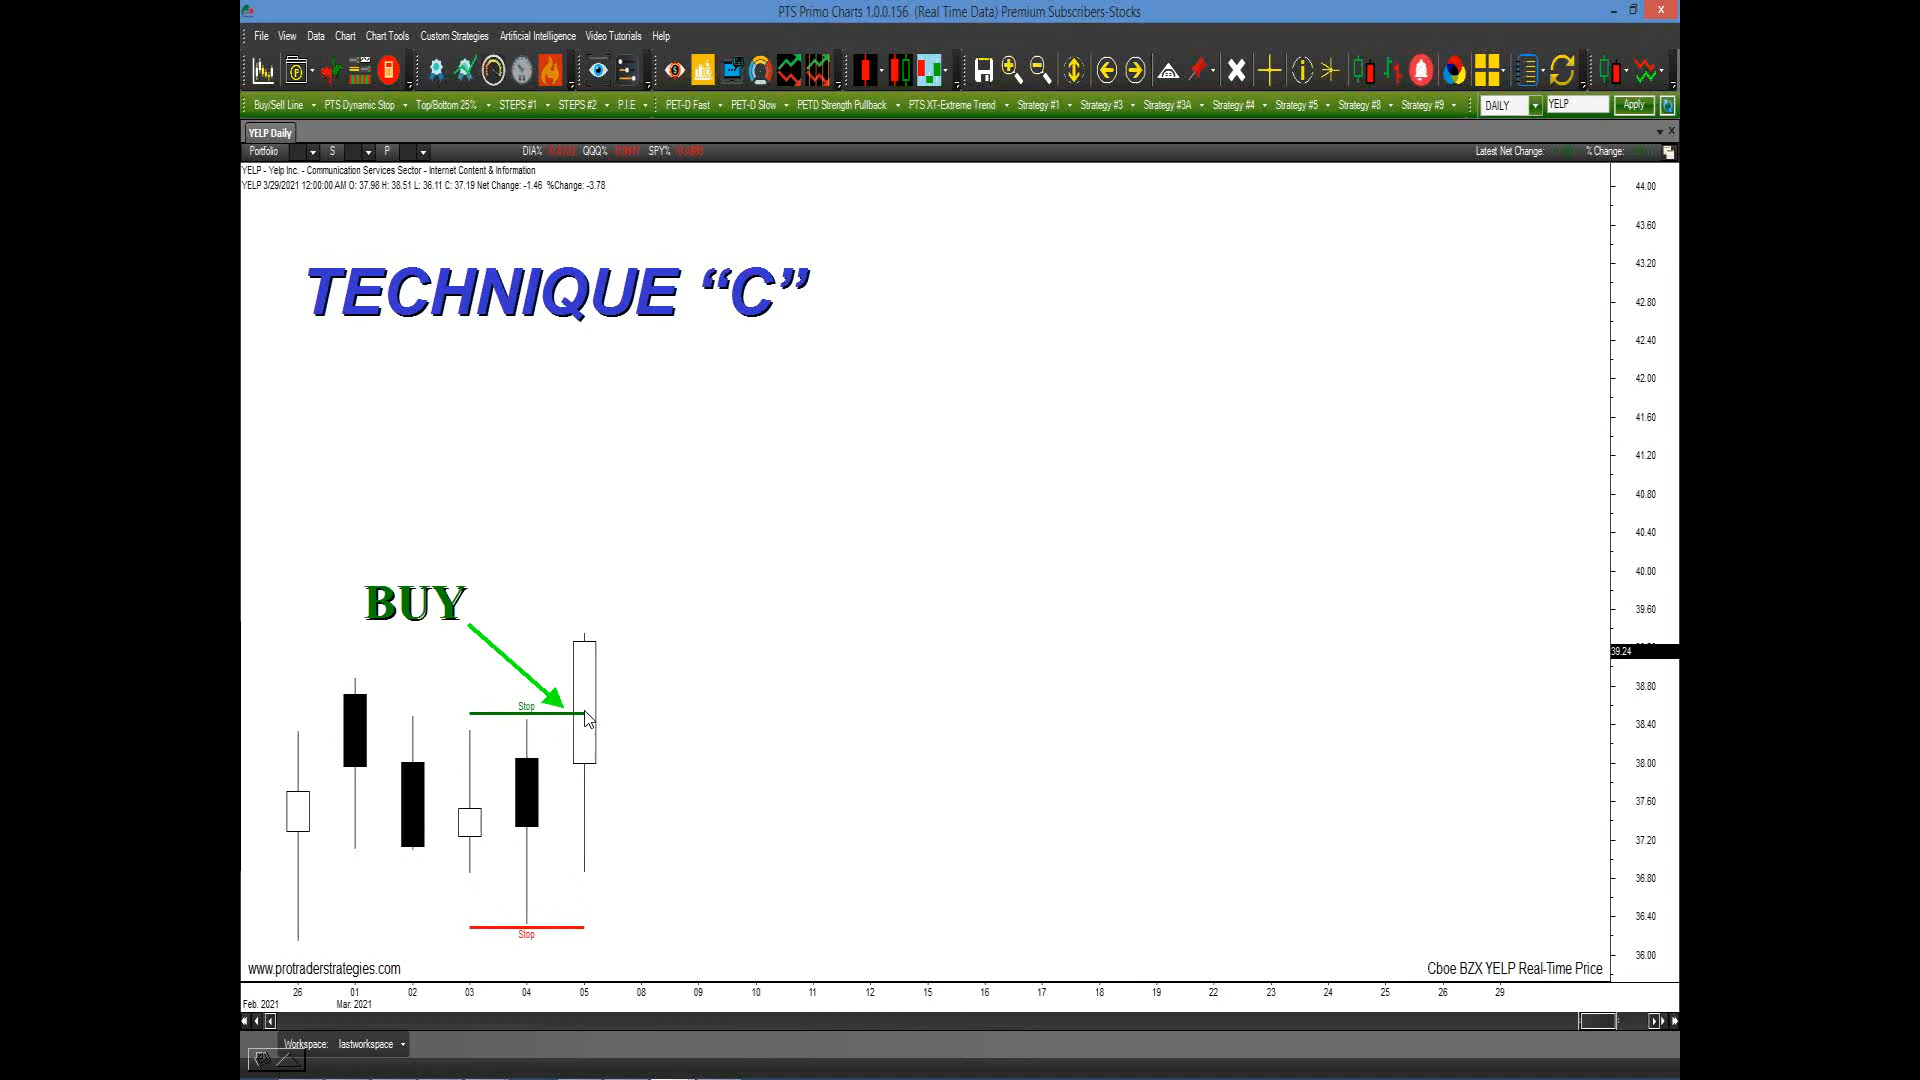 PTS Primo Charts 1.0.0.156 (Real Time Data) Premium Subscribers-Stocks
File View Data Chart Chart Tools Custom Strategies Artificial Intelligence Video Tutorials Help
Buy/Sell Line PTS Dynamic Stop Top/Bottom 25% STEPS #1 STEPS #2 P.I.E PET-D Fast PET-D Slow PETD Strength Pullback PTS XT-Extreme Trend Strategy #1 Strategy #3 Strategy #3A Strategy #4 Strategy #5 Strategy #8 Strategy #9 DAILY YELP Apply
YELP Daily
Portfolio S P DIA% QQQ% SPY% Latest Net Change: % Change:
YELP - Yelp Inc. - Communication Services Sector - Internet Content & Information
YELP 3/29/2021 12:00:00 AM O: 37.98 H: 38.51 L: 36.11 C: 37.19 Net Change: -1.46 %Change: -3.78
44.00
43.60
43.20
TECHNIQUE “C”
42.80
42.40
42.00
41.60
41.20
40.80
40.40
40.00
BUY
39.60
39.24
38.80
Stop
38.40
38.00
37.60
37.20
36.80
36.40
Stop
36.00
www.protraderstrategies.com
Cboe BZX YELP Real-Time Price
26 01 02 03 04 05 08 09 10 11 12 15 16 17 18 19 22 23 24 25 26 29
Feb. 2021 Mar. 2021
Workspace: lastworkspace